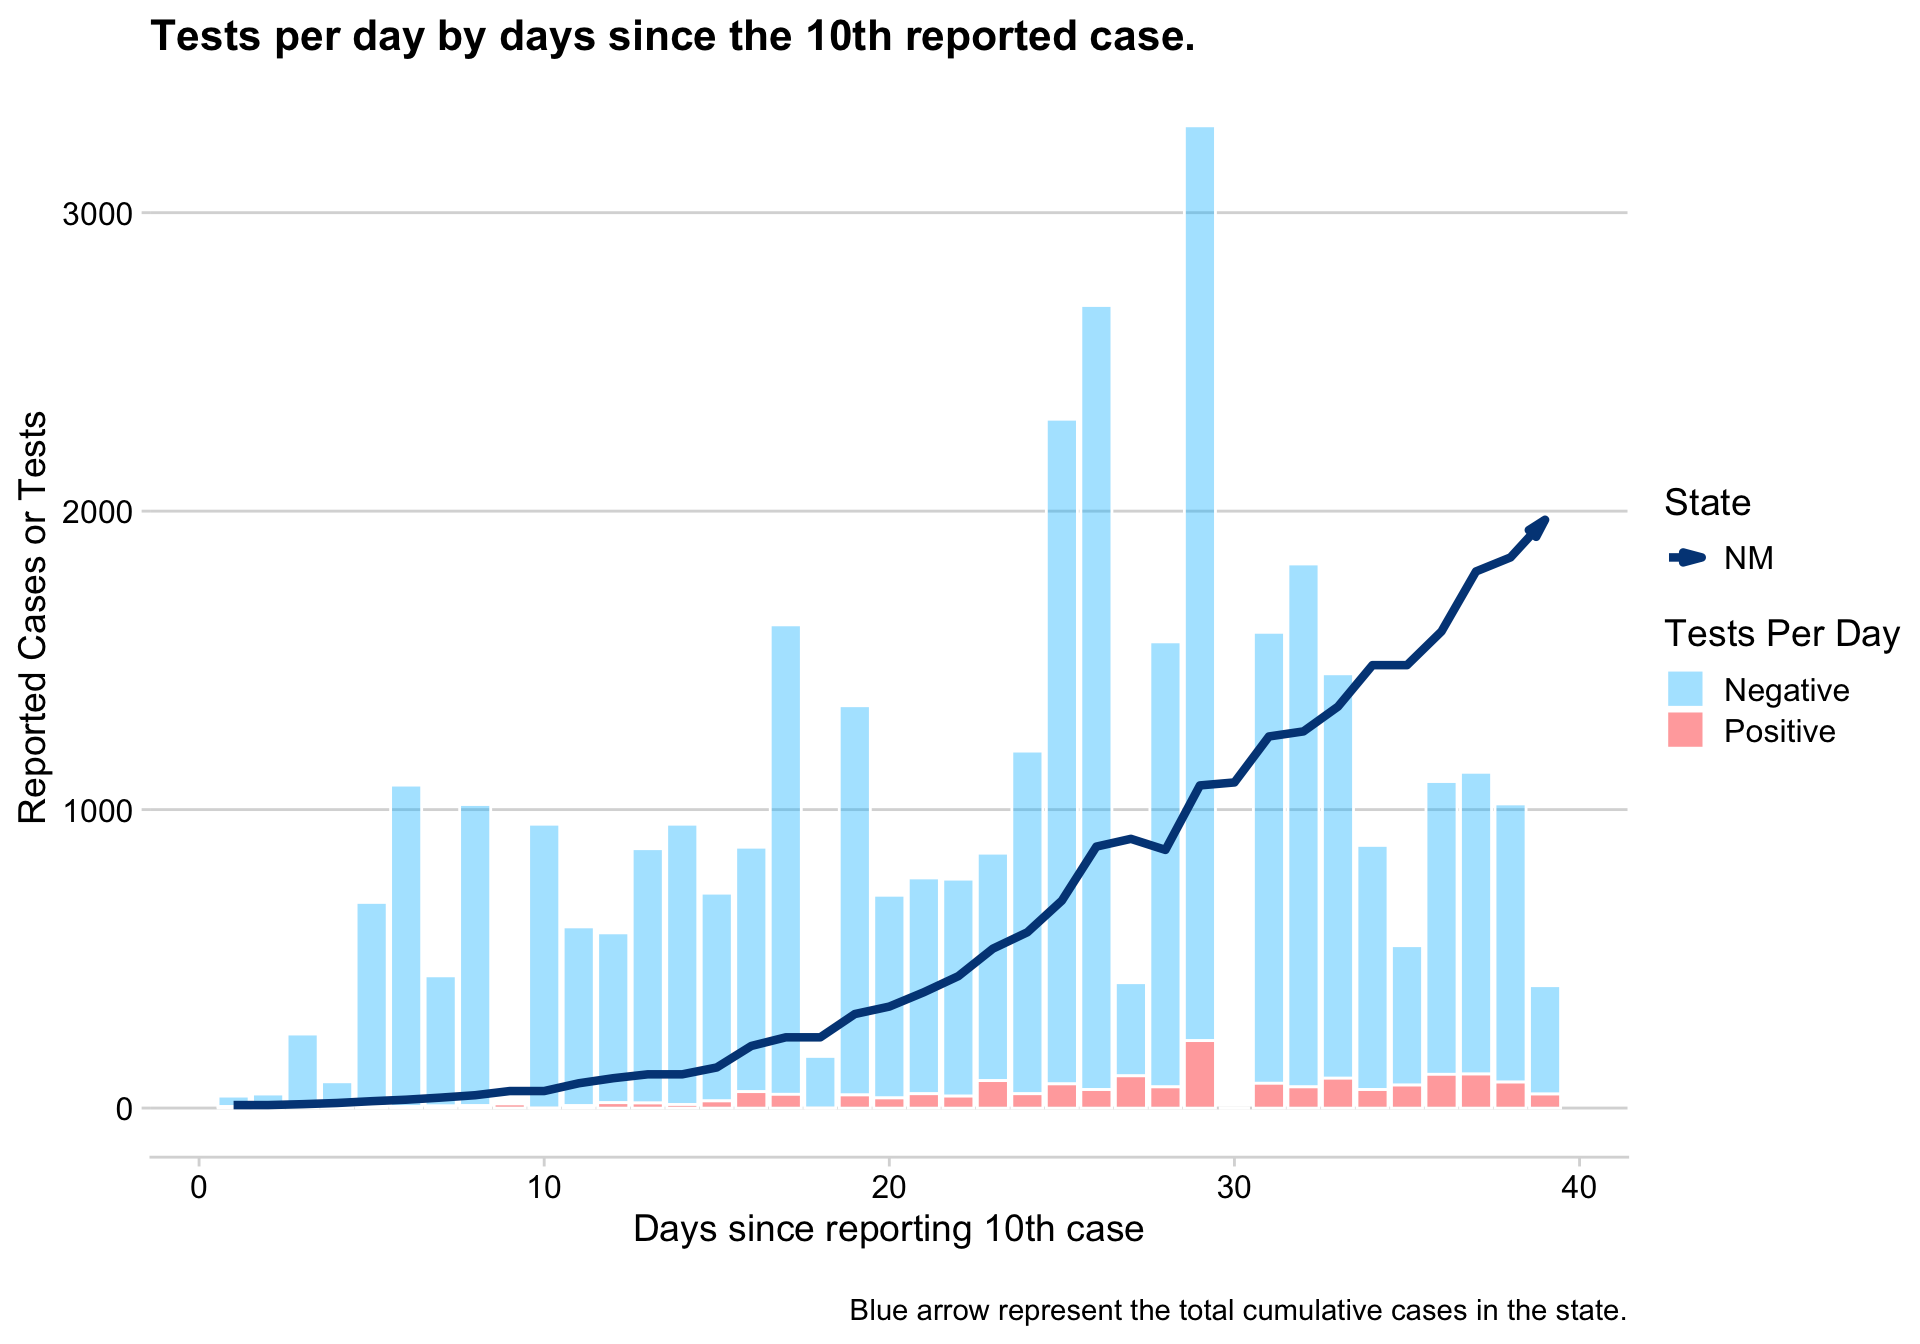 Tests per day by days since the 10th reported case.
Reported Cases or Tests
3000
2000
1000
0
0 10 20 30 40
Days since reporting 10th case
State
NM
Tests Per Day
Negative
Positive
Blue arrow represent the total cumulative cases in the state.